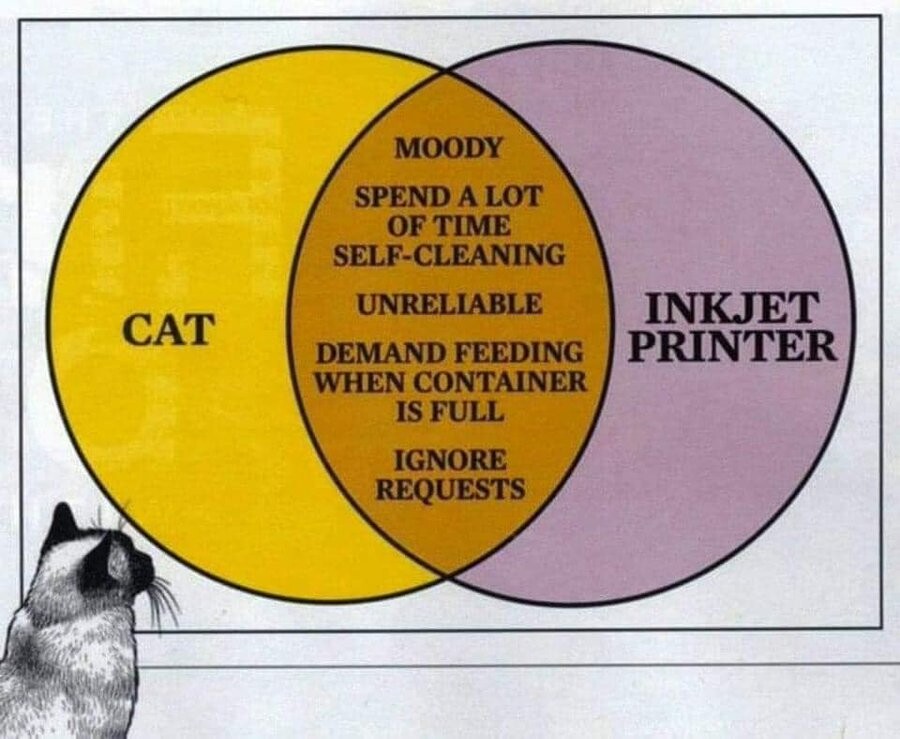 CAT
MOODY
SPEND A LOT
OF TIME
SELF-CLEANING
UNRELIABLE
DEMAND FEEDING
WHEN CONTAINER
IS FULL
IGNORE
REQUESTS
INKJET
PRINTER